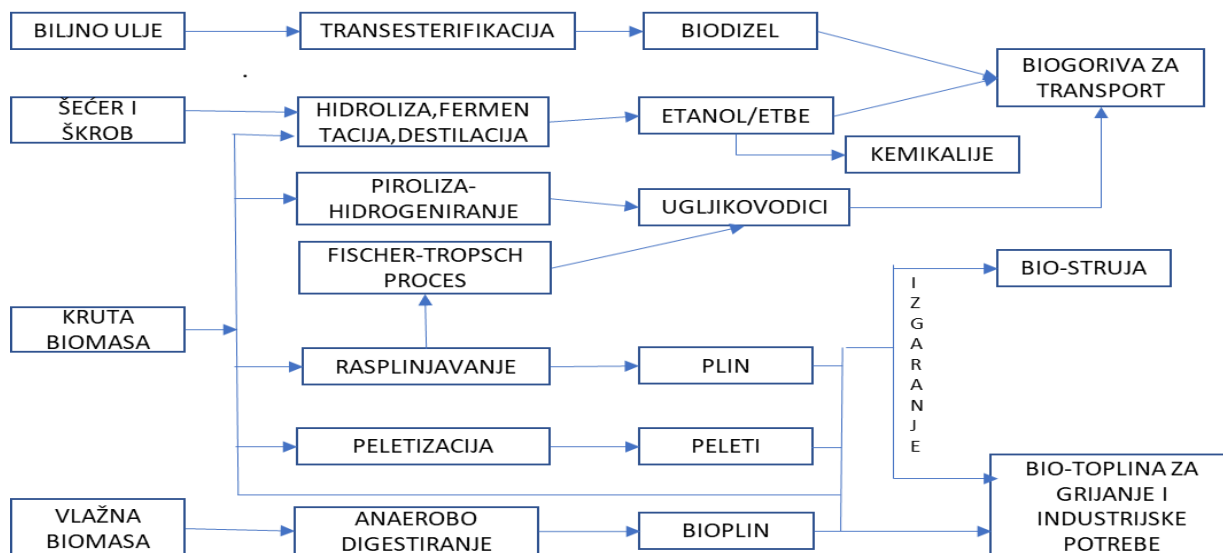 BILJNO ULJE
TRANSESTERIFIKACIJA
BIODIZEL
BIOGORIVA ZA
TRANSPORT
ŠEĆER I
ŠKROB
HIDROLIZA,FERMEN
TACIJA,DESTILACIJA
ETANOL/ETBE
KEMIKALIJE
PIROLIZA-
HIDROGENIRANJE
UGLJIKOVODICI
FISCHER-TROPSCH
PROCES
BIO-STRUJA
KRUTA
BIOMASA
RASPLINJAVANJE
PLIN
IZGARANJE
PELETIZACIJA
PELETI
BIO-TOPLINA ZA
GRIJANJE I
INDUSTRIJSKE
POTREBE
VLAŽNA
BIOMASA
ANAEROBO
DIGESTIRANJE
BIOPLIN